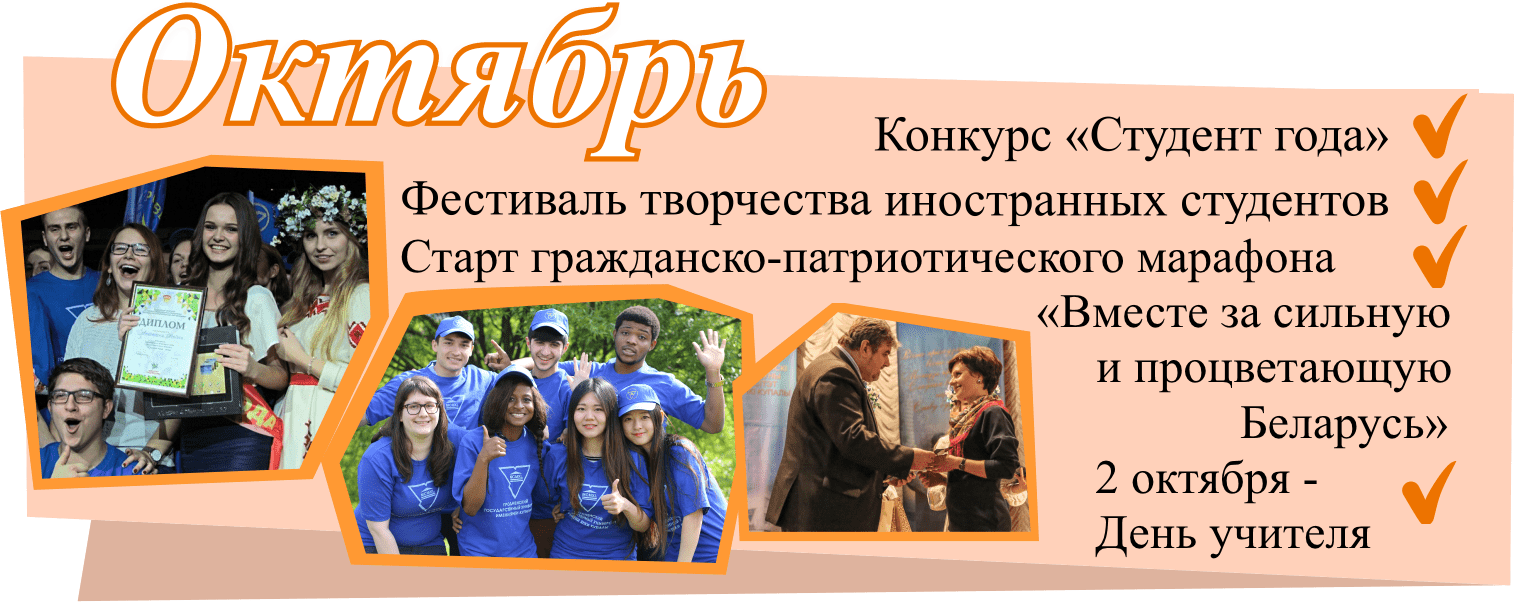 Октябрь
Конкурс «Студент года»
Фестиваль творчества иностранных студентов
Старт гражданско-патриотического марафона
«Вместе за сильную
и процветающую
Беларусь»
2 октября -
День учителя
ДИПЛОМ